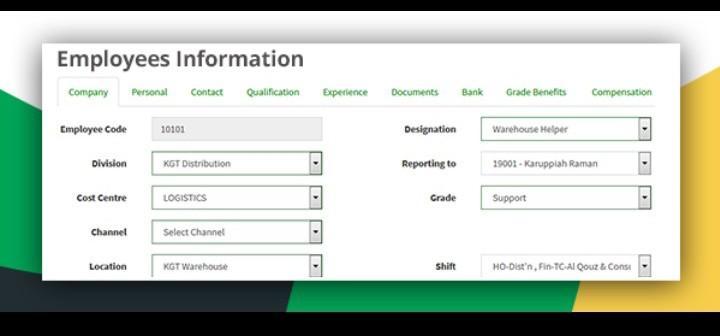 Employees Information
Company Personal Contact Qualification Experience Documents Bank Grade Benefits Compensation
Employee Code 10101 Designation Warehouse Helper
Division KGT Distribution Reporting to 19001 - Karuppiah Raman
Cost Centre LOGISTICS Grade Support
Channel Select Channel
Location KGT Warehouse Shift HO-Dist'n , Fin-TC-Al Qouz &